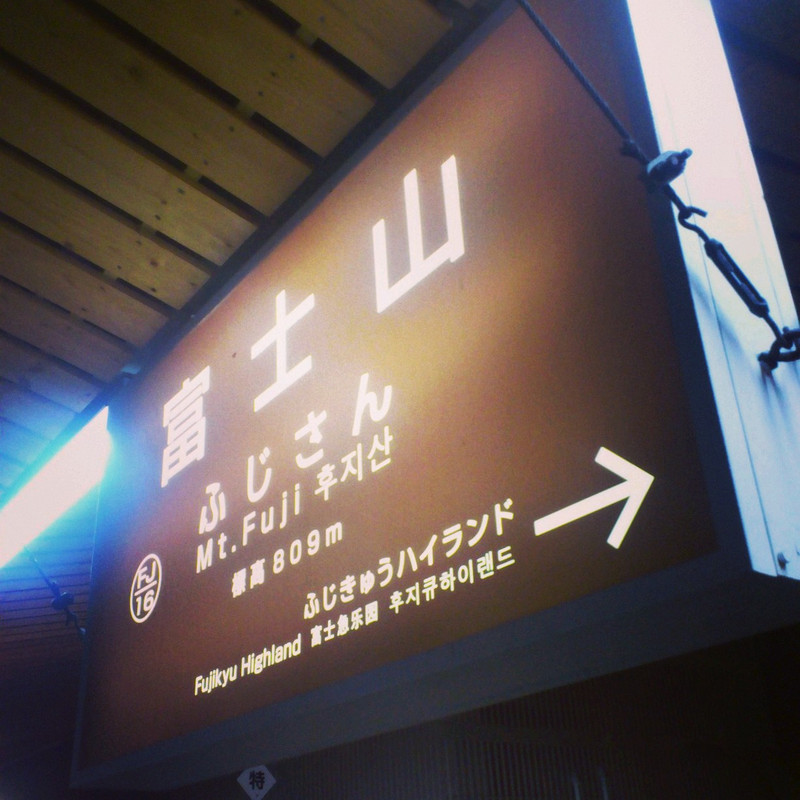 富士山
ふじさん
Mt.Fuji 후지산
標高809m
FJ
16
ふじきゅうハイランド
Fujikyu Highland 富士急乐园 후지큐하이랜드
特